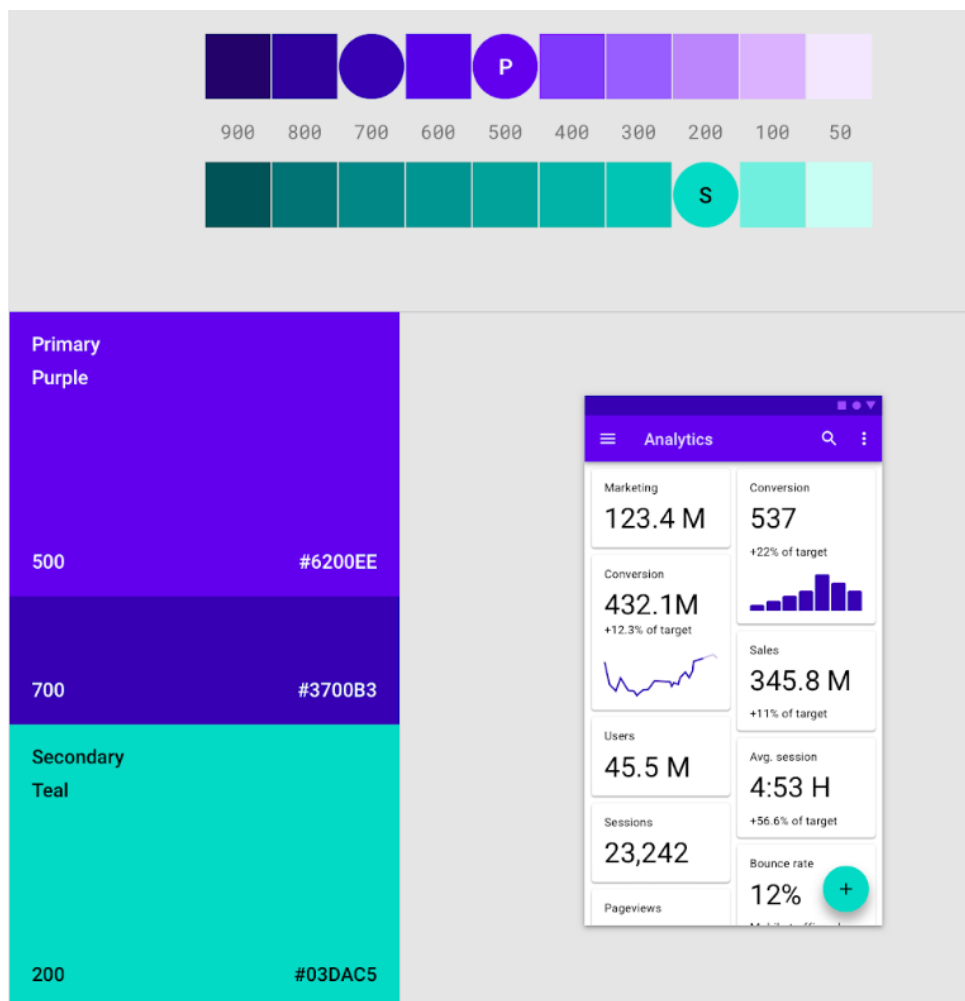 P
900 800 700 600 500 400 300 200 100 50
S
Primary
Purple
500 #6200EE
700 #3700B3
Secondary
Teal
200 #03DAC5
Analytics
Marketing
123.4 M
Conversion
432.1M
+12.3% of target
Users
45.5 M
Sessions
23,242
Pageviews
Conversion
537
+22% of target
Sales
345.8 M
+11% of target
Avg. session
4:53 H
+56.6% of target
Bounce rate
12%
+